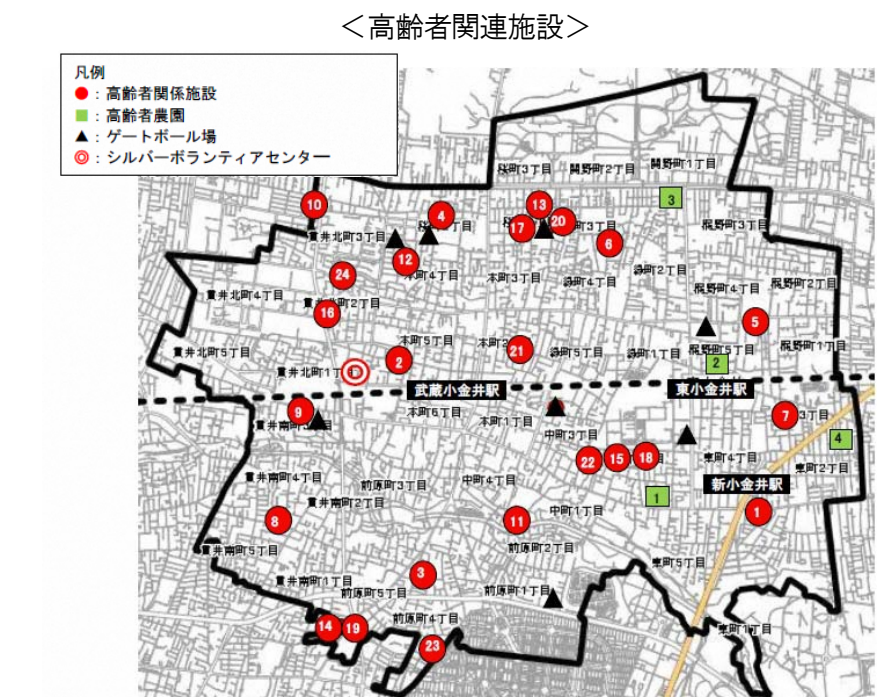 ＜高齢者関連施設＞
凡例
●：高齢者関係施設
■：高齢者農園
▲：ゲートボール場
◎：シルバーボランティアセンター
桜町3丁目 関野町2丁目 関野町1丁目
3
10
4
丁目
13
17
20
町3丁目
6
梶野町3丁目
貫井北町3丁目
12
本町4丁目
24
本町3丁目
緑町4丁目
緑町2丁目
梶野町4丁目
梶野町2丁目
貫井北町4丁目
町2丁目
16
5
貫井北町5丁目
本町5丁目
2
21
緑町5丁目
緑町1丁目
梶野町5丁目
梶野町1丁目
2
貫井北町1丁目
武蔵小金井駅
東小金井駅
9
貫井南町
本町6丁目
本町1丁目
中町3丁目
7
3丁目
4
22
15
18
東町4丁目
東町2丁目
貫井南町4丁目
前原町3丁目
中町4丁目
新小金井駅
貫井南町2丁目
1
8
11
中町1丁目
1
貫井南町5丁目
前原町2丁目
3
東町5丁目
貫井南町1丁目
前原町5丁目
前原町1丁目
14
19
前原町4丁目
23
東町1丁目